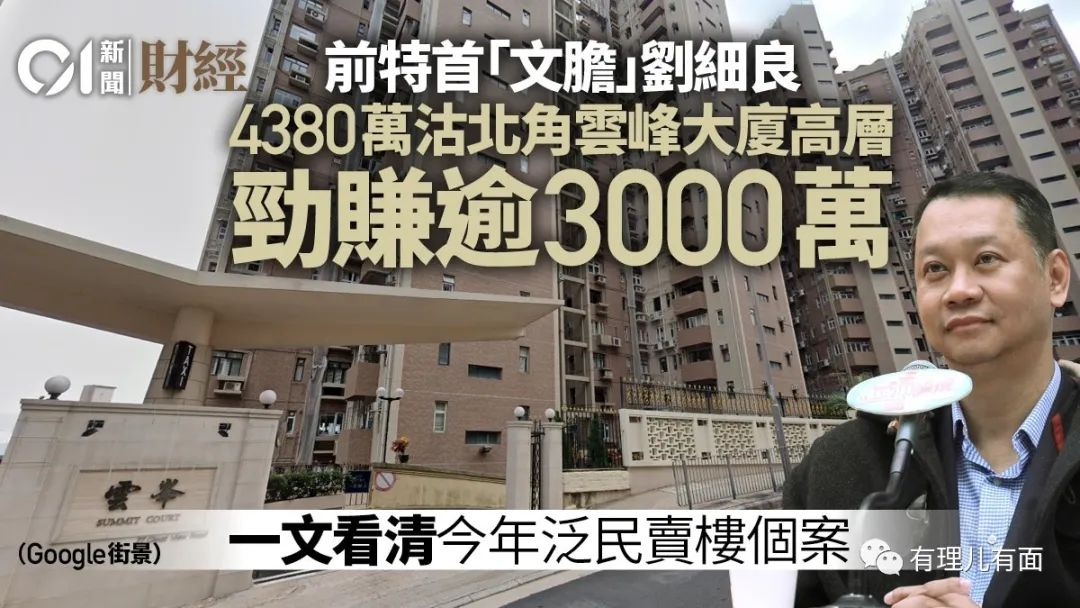 01新聞 財經
前特首「文膽」劉細良
4380萬沽北角雲峰大廈高層
勁賺逾3000萬
TAXI
雲峯
SUMMIT COURT
(Google街景)
一文看清今年泛民賣樓個案
有理儿有面